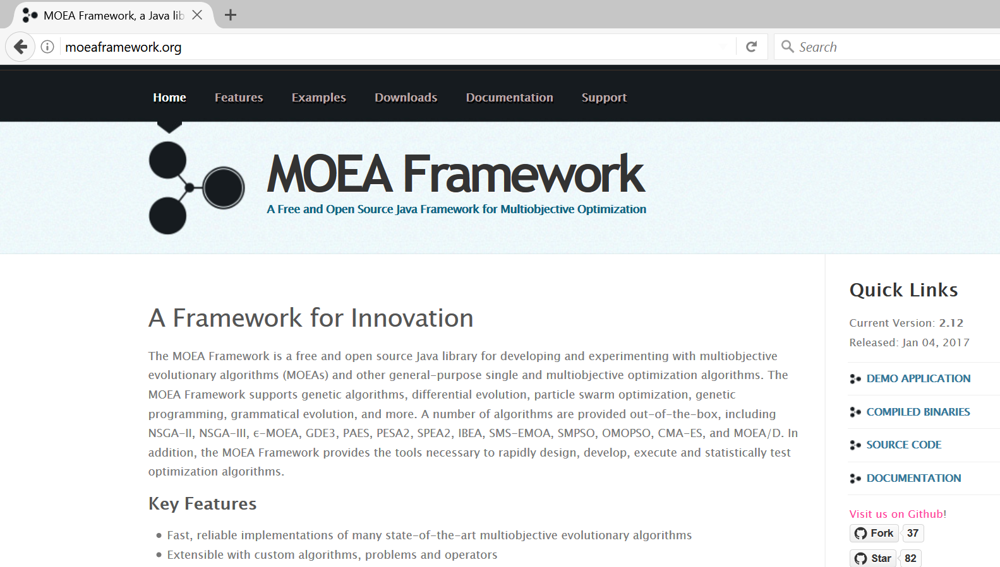 MOEA Framework, a Java lib
moeaframework.org
Search
Home Features Examples Downloads Documentation Support
MOEA Framework
A Free and Open Source Java Framework for Multiobjective Optimization
A Framework for Innovation
The MOEA Framework is a free and open source Java library for developing and experimenting with multiobjective
evolutionary algorithms (MOEAs) and other general-purpose single and multiobjective optimization algorithms. The
MOEA Framework supports genetic algorithms, differential evolution, particle swarm optimization, genetic
programming, grammatical evolution, and more. A number of algorithms are provided out-of-the-box, including
NSGA-II, NSGA-III, ϵ-MOEA, GDE3, PAES, PESA2, SPEA2, IBEA, SMS-EMOA, SMPSO, OMOPSO, CMA-ES, and MOEA/D. In
addition, the MOEA Framework provides the tools necessary to rapidly design, develop, execute and statistically test
optimization algorithms.
Key Features
• Fast, reliable implementations of many state-of-the-art multiobjective evolutionary algorithms
• Extensible with custom algorithms, problems and operators
Quick Links
Current Version: 2.12
Released: Jan 04, 2017
DEMO APPLICATION
COMPILED BINARIES
SOURCE CODE
DOCUMENTATION
Visit us on Github!
Fork 37
Star 82